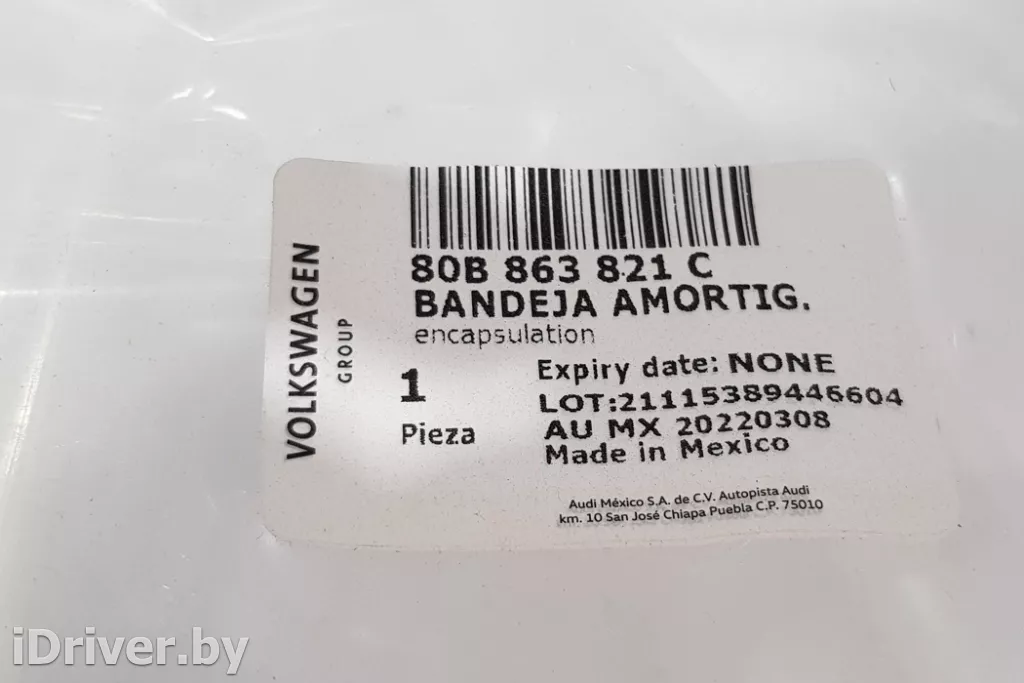 VOLKSWAGEN
GROUP
80B 863 821 C
BANDEJA AMORTIG.
encapsulation
1
Pieza
Expiry date: NONE
LOT:21115389446604
AU MX 20220308
Made in Mexico
Audi México S.A. de C.V. Autopista Audi
km. 10 San José Chiapa Puebla C.P. 75010
iDriver.by